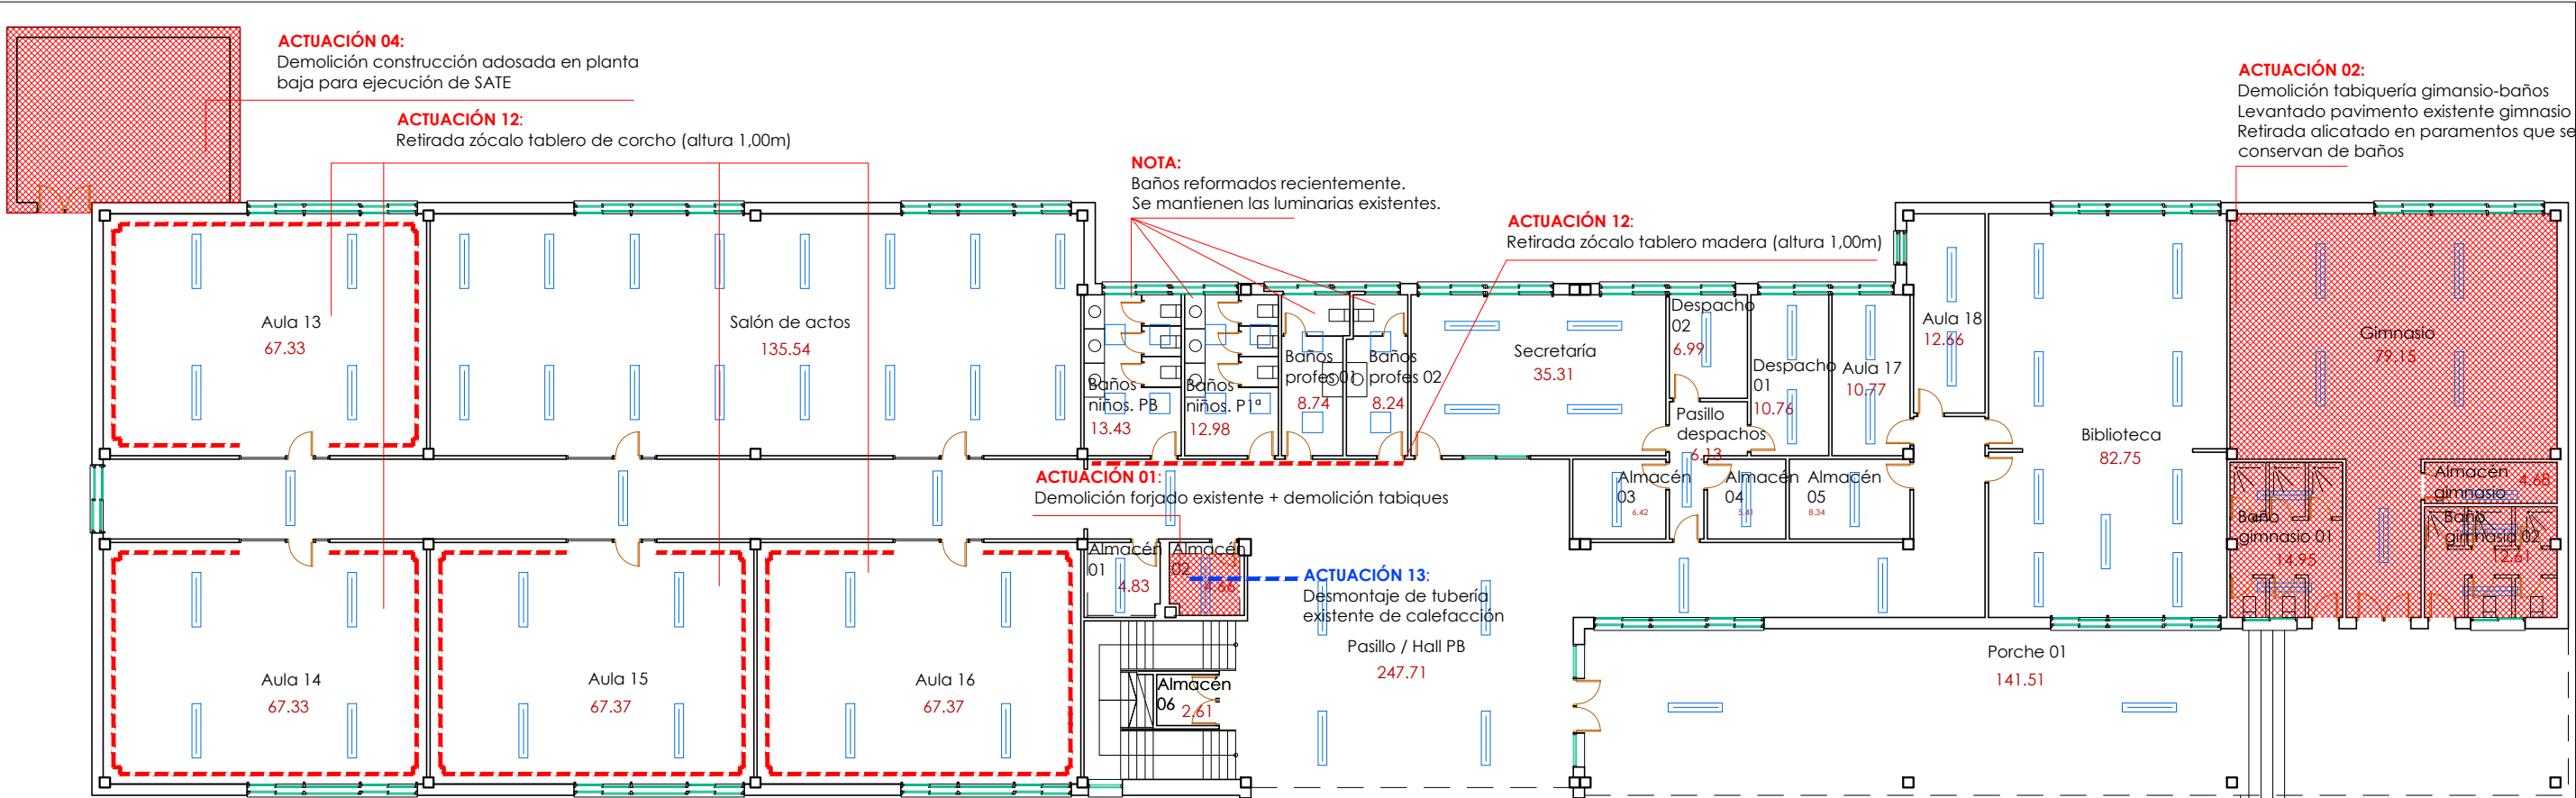 ACTUACIÓN 04:
Demolición construcción adosada en planta
baja para ejecución de SATE
ACTUACIÓN 12:
Retirada zócalo tablero de corcho (altura 1,00m)
NOTA:
Baños reformados recientemente.
Se mantienen las luminarias existentes.
ACTUACIÓN 12:
Retirada zócalo tablero madera (altura 1,00m)
ACTUACIÓN 02:
Demolición tabiquería gimansio-baños
Levantado pavimento existente gimnasio
Retirada alicatado en paramentos que se
conservan de baños
Aula 13
67.33
Salón de actos
135.54
Baños
niños. PB
13.43
Baños
niños. P1ª
12.98
Baños
profes 01
8.74
Baños
profes 02
8.24
Secretaría
35.31
Despacho
02
6.99
Despacho
01
10.76
Aula 17
10.77
Aula 18
12.66
Pasillo
despachos
6.13
Biblioteca
82.75
Gimnasio
79.15
ACTUACIÓN 01:
Demolición forjado existente + demolición tabiques
Almacén
03
6.42
Almacén
04
5.41
Almacén
05
8.34
Almacén
gimnasio
4.68
Baño
gimnasio 01
14.95
Baño
gimnasio 02
12.61
Almacén
01
4.83
Almacén
02
4.66
ACTUACIÓN 13:
Desmontaje de tubería
existente de calefacción
Pasillo / Hall PB
247.71
Almacén
06
2.61
Aula 14
67.33
Aula 15
67.37
Aula 16
67.37
Porche 01
141.51